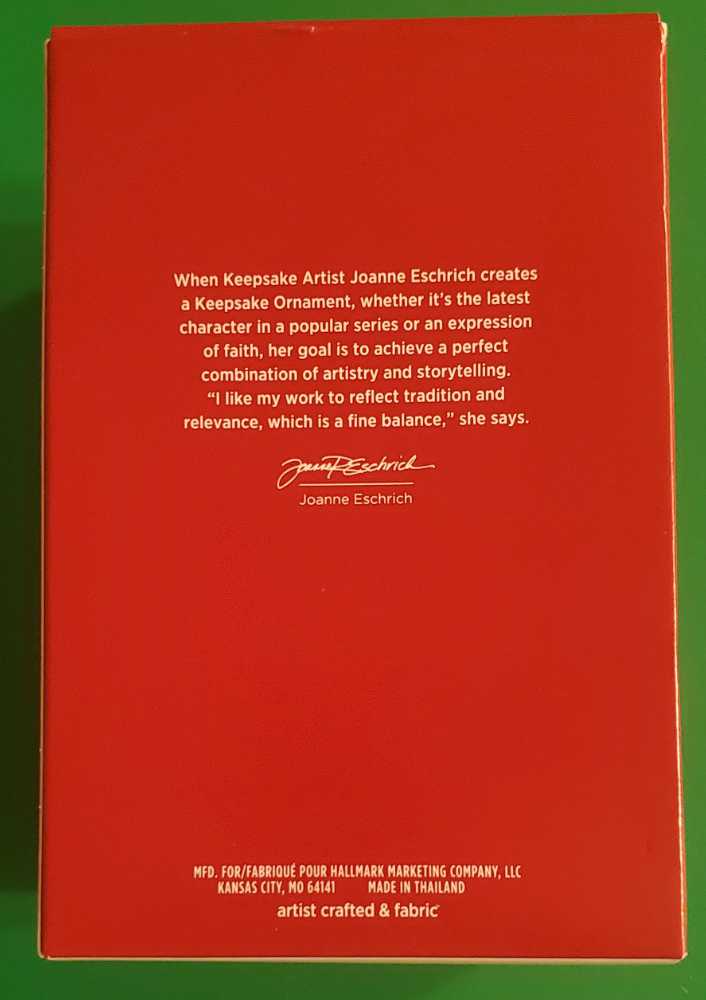 When Keepsake Artist Joanne Eschrich creates
a Keepsake Ornament, whether it's the latest
character in a popular series or an expression
of faith, her goal is to achieve a perfect
combination of artistry and storytelling.
“I like my work to reflect tradition and
relevance, which is a fine balance,” she says.
Joanne P Eschrich
Joanne Eschrich
MFD. FOR/FABRIQUÉ POUR HALLMARK MARKETING COMPANY, LLC
KANSAS CITY, MO 64141 MADE IN THAILAND
artist crafted & fabric